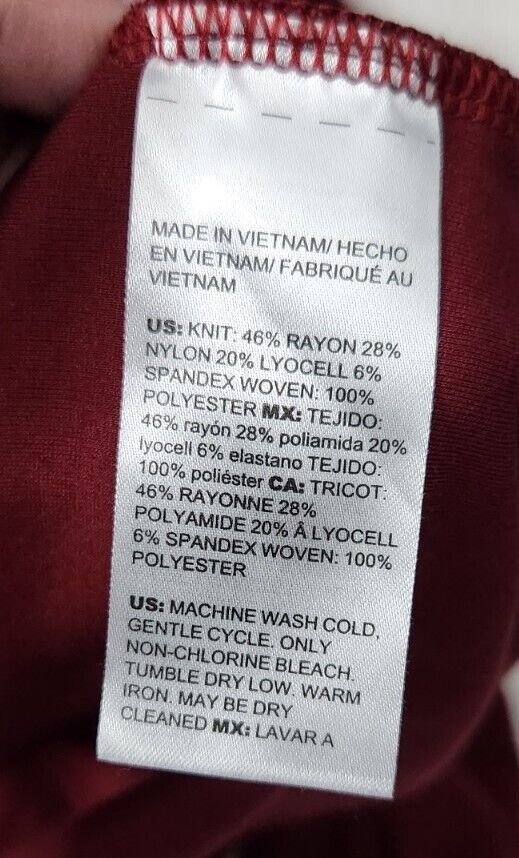 MADE IN VIETNAM/ HECHO
EN VIETNAM/ FABRIQUÉ AU
VIETNAM
US: KNIT: 46% RAYON 28%
NYLON 20% LYOCELL 6%
SPANDEX WOVEN: 100%
POLYESTER MX: TEJIDO:
46% rayón 28% poliamida 20%
lyocell 6% elastano TEJIDO:
100% poliéster CA: TRICOT:
46% RAYONNE 28%
POLYAMIDE 20% Â LYOCELL
6% SPANDEX WOVEN: 100%
POLYESTER
US: MACHINE WASH COLD,
GENTLE CYCLE. ONLY
NON-CHLORINE BLEACH.
TUMBLE DRY LOW. WARM
IRON. MAY BE DRY
CLEANED MX: LAVAR A